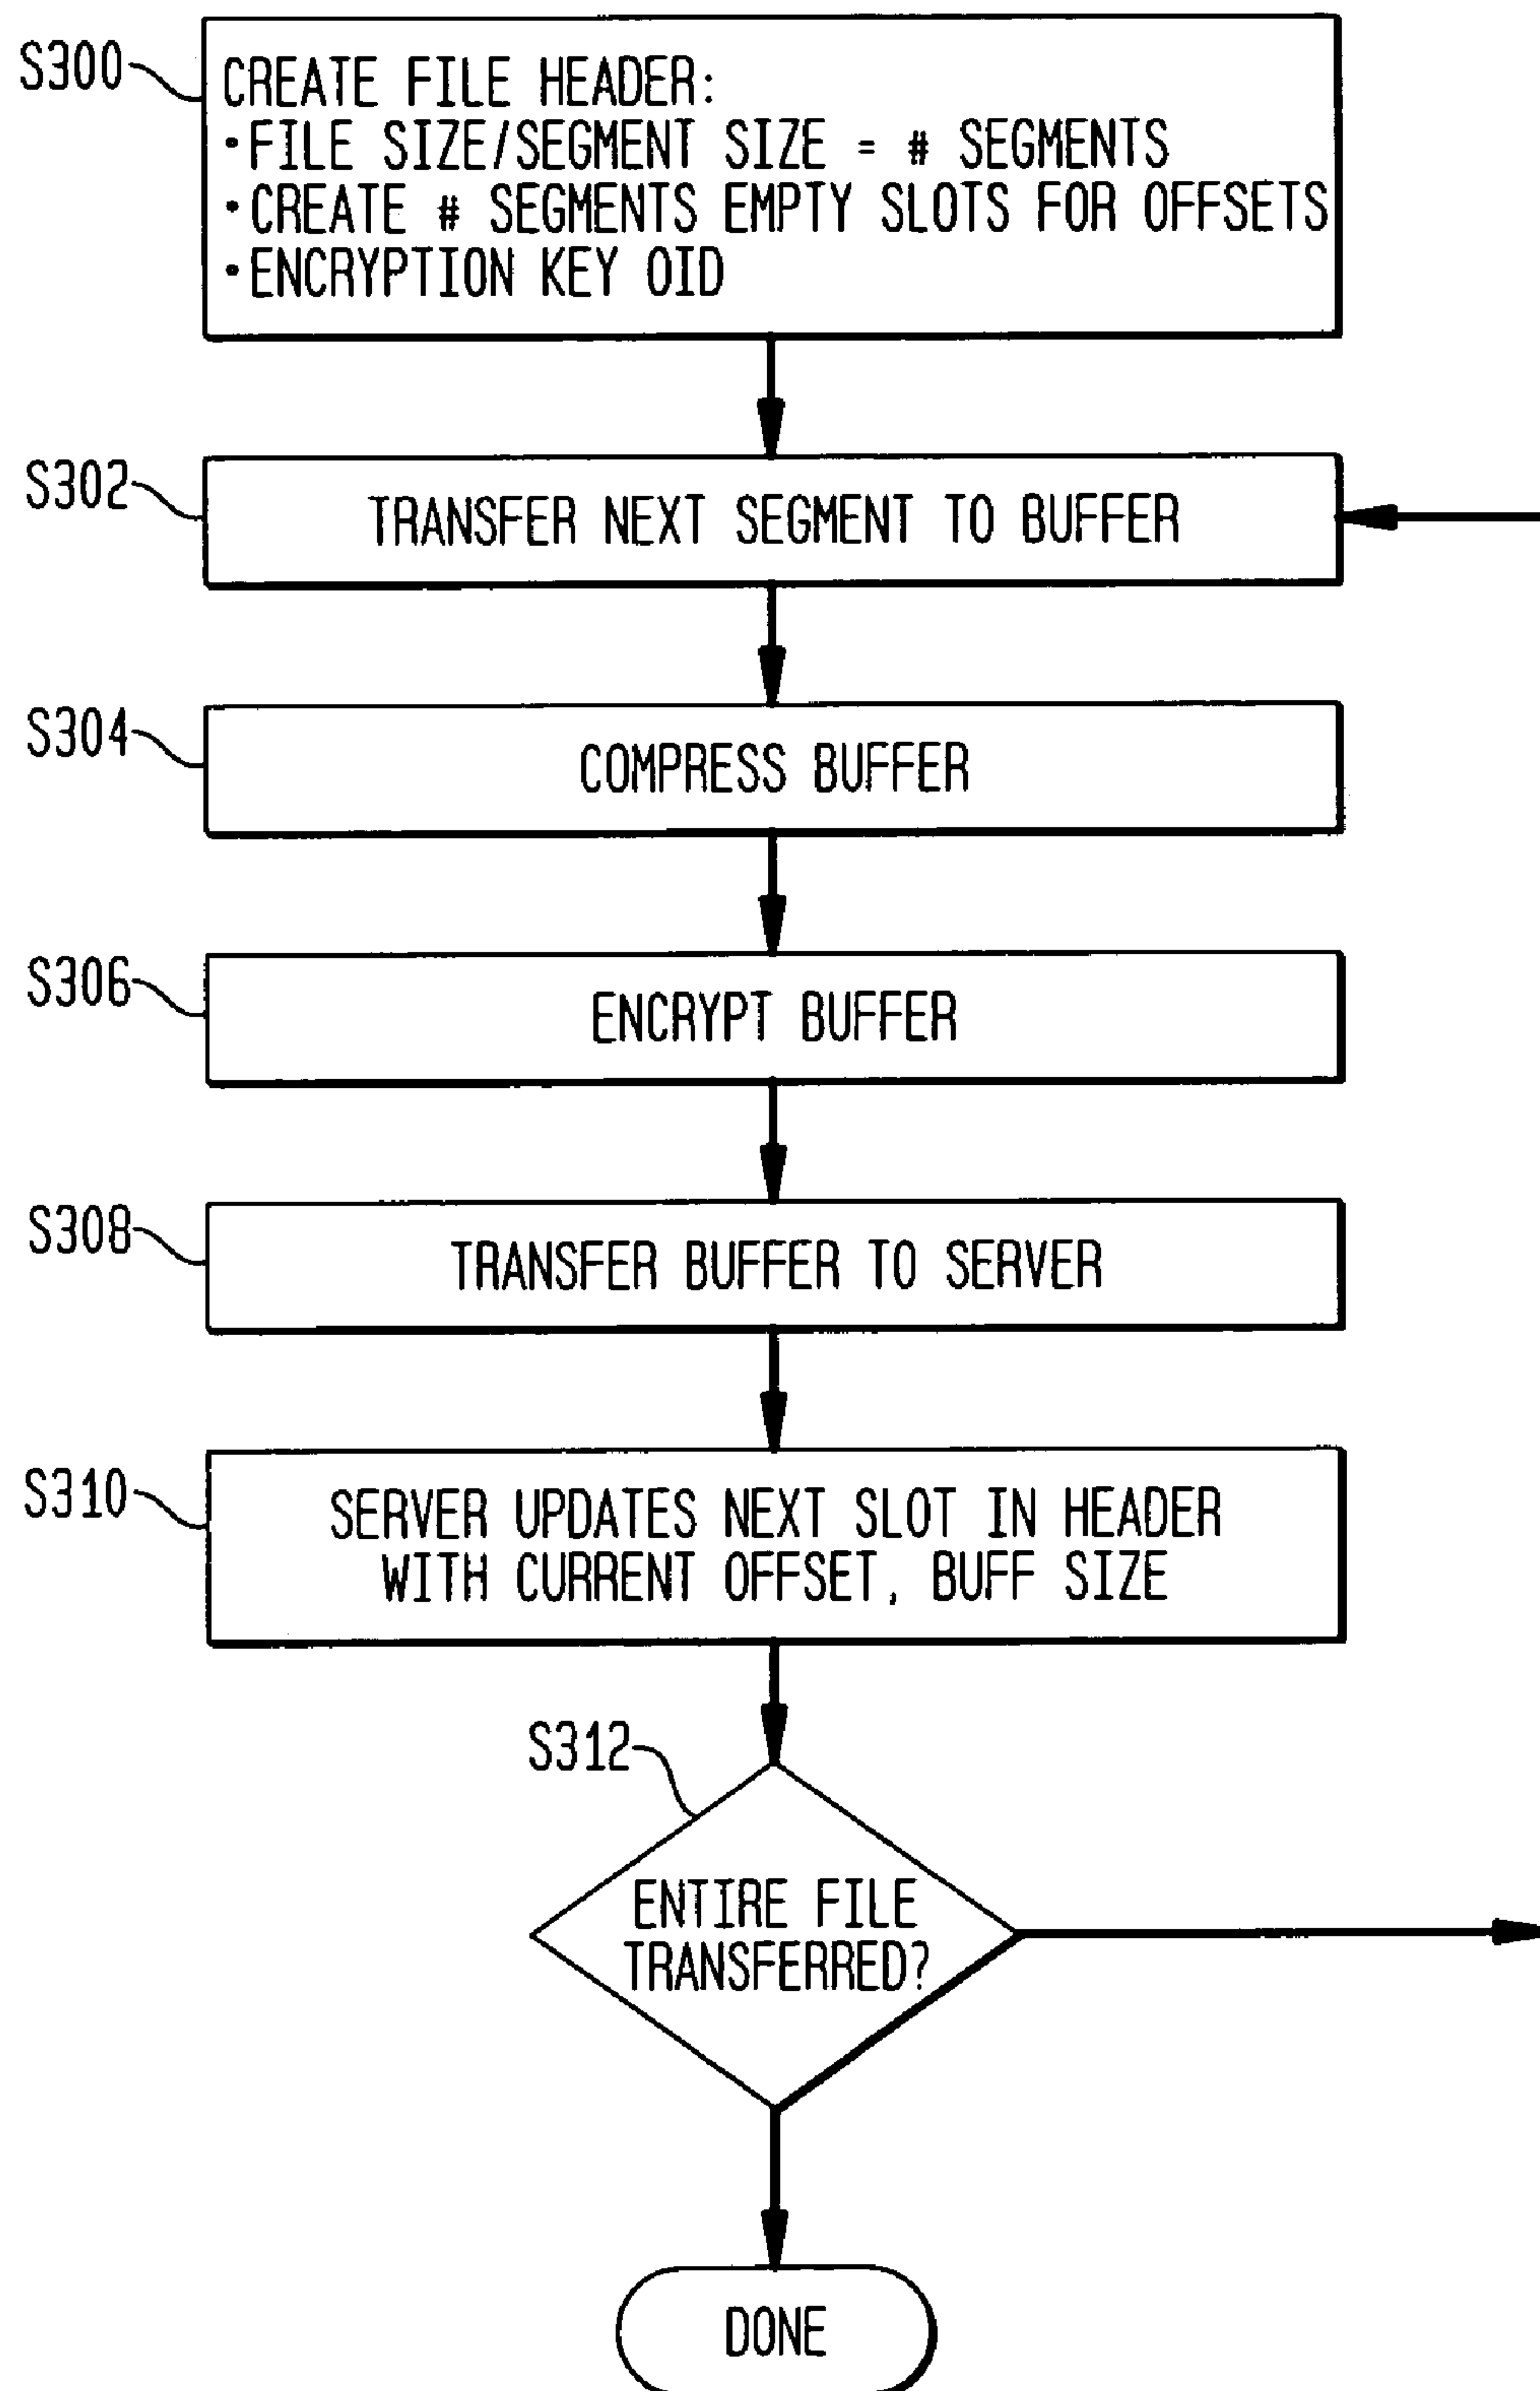 S300
CREATE FILE HEADER:
•FILE SIZE/SEGMENT SIZE = # SEGMENTS
•CREATE # SEGMENTS EMPTY SLOTS FOR OFFSETS
•ENCRYPTION KEY OID
S302
TRANSFER NEXT SEGMENT TO BUFFER
S304
COMPRESS BUFFER
S306
ENCRYPT BUFFER
S308
TRANSFER BUFFER TO SERVER
S310
SERVER UPDATES NEXT SLOT IN HEADER
WITH CURRENT OFFSET, BUFF SIZE
S312
ENTIRE FILE
TRANSFERRED?
DONE